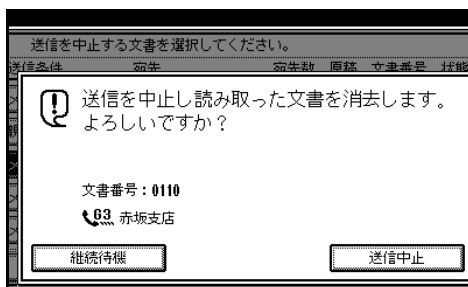 送信を中止する文書を選択してください。
送信条件 宛先 宛先数 原稿 文書番号 状態
送信を中止し読み取った文書を消去します。
よろしいですか?
文書番号:0110
G3 赤坂支店
継続待機 送信中止